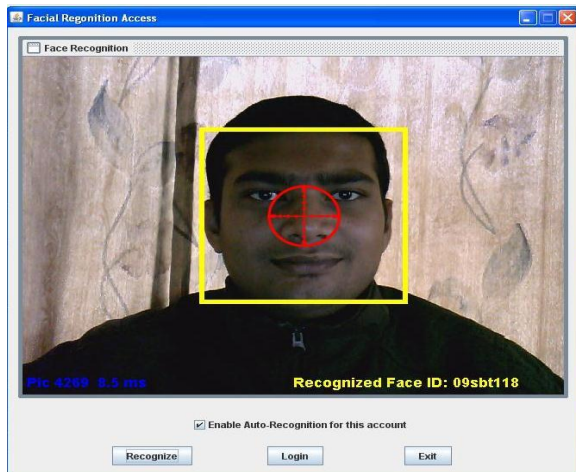 Facial Regonition Access
Face Recognition
Pic 4269 8.5 ms
Recognized Face ID: 09sbt118
Enable Auto-Recognition for this account
Recognize
Login
Exit